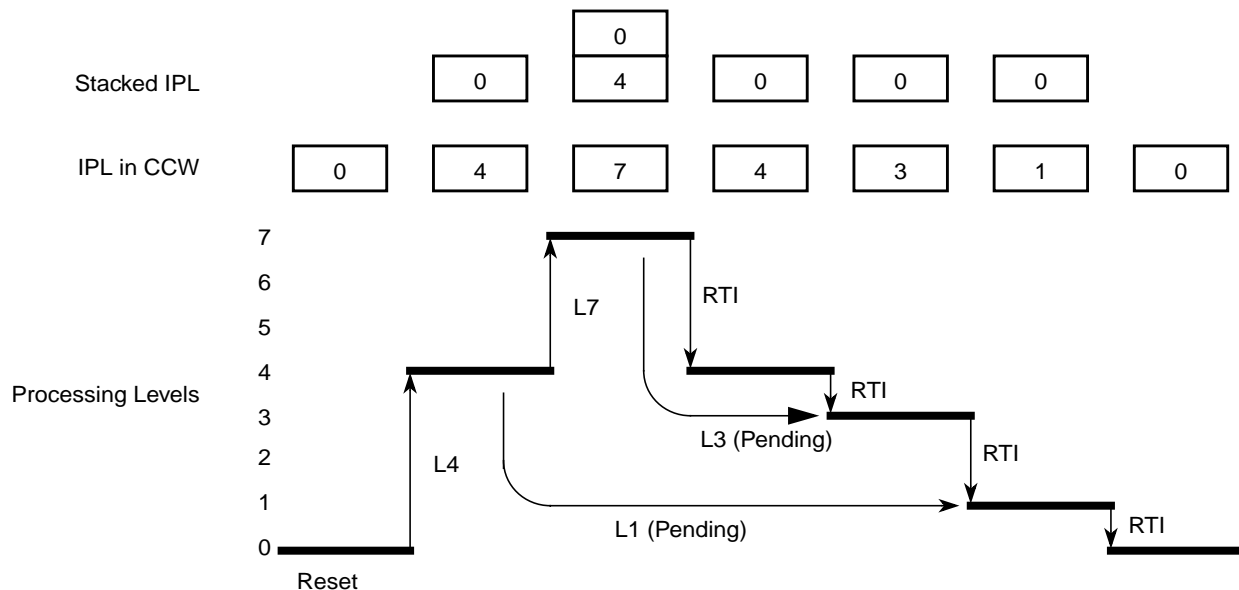 0
Stacked IPL 0 4 0 0 0
IPL in CCW 0 4 7 4 3 1 0
7
6
L7 RTI
5
4
Processing Levels
RTI
3
L3 (Pending)
2
L4 RTI
1
L1 (Pending) RTI
0
Reset